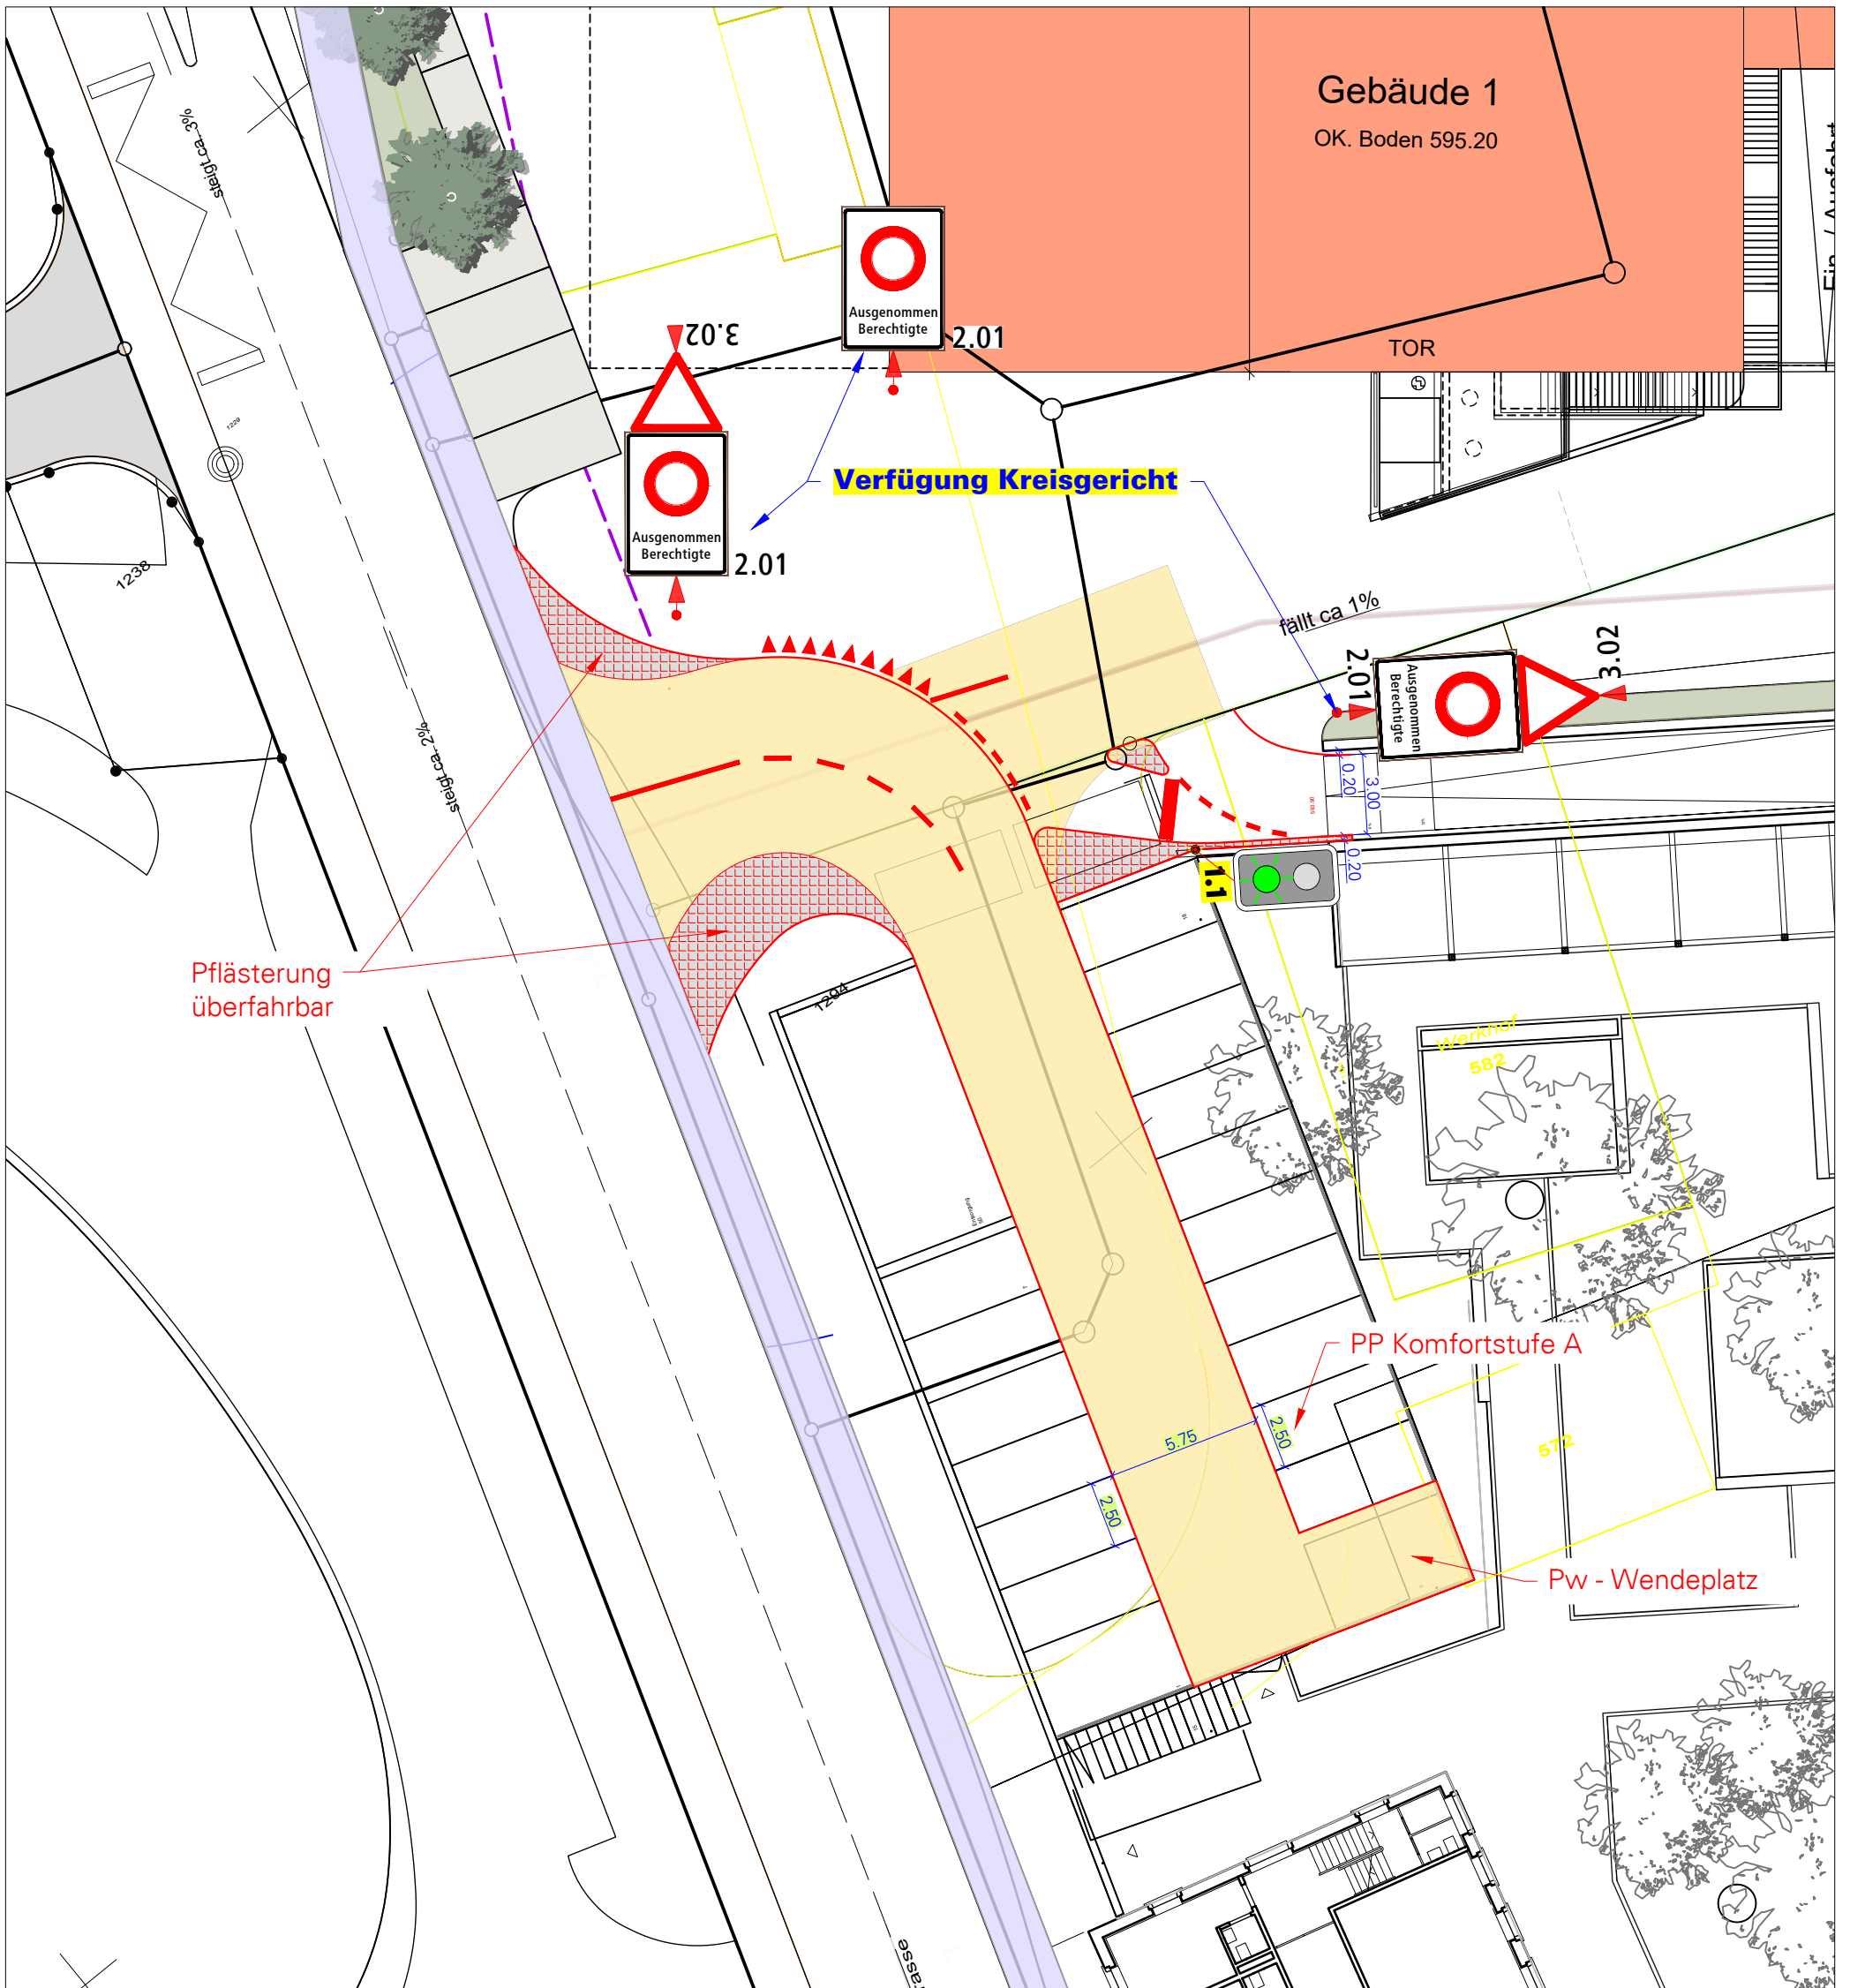 Gebäude 1
OK. Boden 595.20
TOR
steigt ca. 3%
Ausgenommen
Berechtigte
2.01
3.02
Ausgenommen
Berechtigte
2.01
Verfügung Kreisgericht
1229
1238
fällt ca 1%
3.02
2.01
Ausgenommen
Berechtigte
0.20
3.00
0.20
1.1
steigt ca. 2%
Pflästerung
überfahrbar
1294
Werkhof
582
PP Komfortstufe A
5.75
2.50
2.50
572
Pw - Wendeplatz